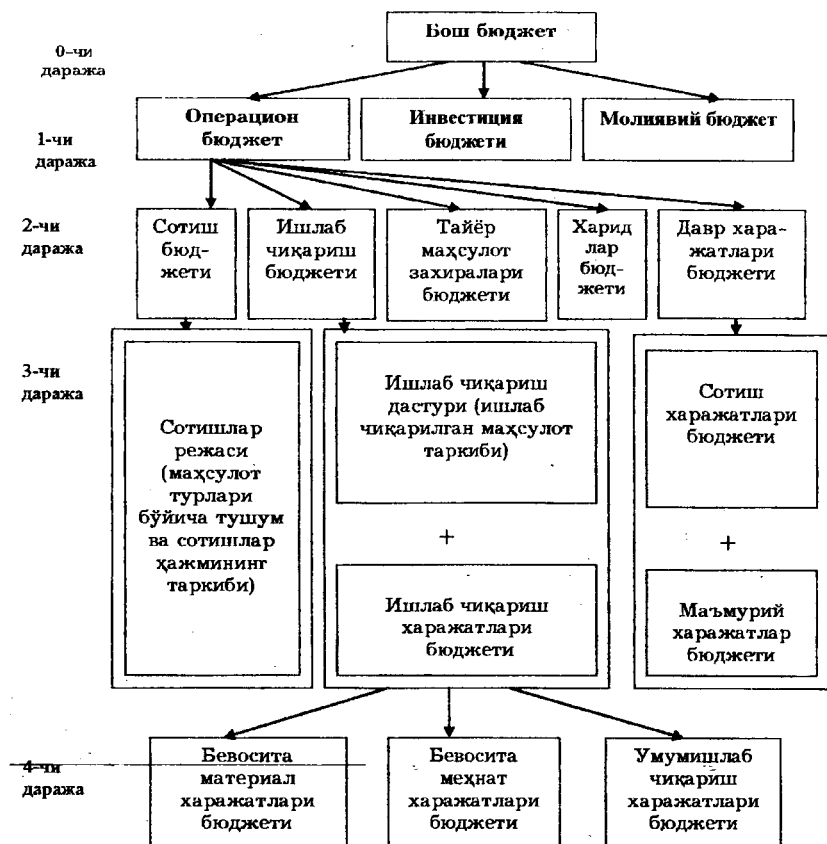 Бош бюджет
0-чи
даража
Операцион
бюджет
Инвестиция
бюджети
Молиявий бюджет
1-чи
даража
2-чи
даража
Сотиш
бюд-
жети
Ишлаб
чиқариш
бюджети
Тайёр
маҳсулот
захиралари
бюджети
Харид
лар
бюд-
жети
Давр хара-
жатлари
бюджети
3-чи
даража
Сотишлар
режаси
(маҳсулот
турлари
бўйича тушум
ва сотишлар
ҳажмининг
таркиби)
Ишлаб чиқариш
дастури (ишлаб
чиқарилган маҳсулот
таркиби)
+
Ишлаб чиқариш
харажатлари
бюджети
Сотиш
харажатлари
бюджети
+
Маъмурий
харажатлар
бюджети
4-чи
даража
Бевосита
материал
харажатлари
бюджети
Бевосита
меҳнат
харажатлари
бюджети
Умумишлаб
чиқариш
харажатлари
бюджети